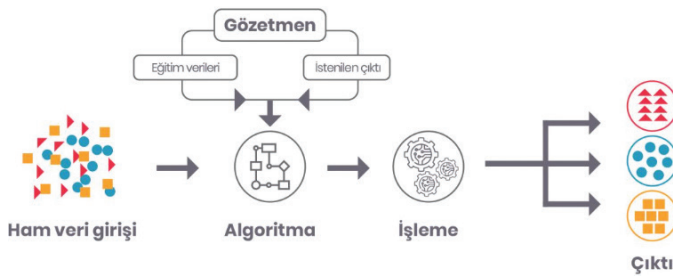 Gözetmen
Eğitim verileri
İstenilen çıktı
Ham veri girişi
Algoritma
İşleme
Çıktı